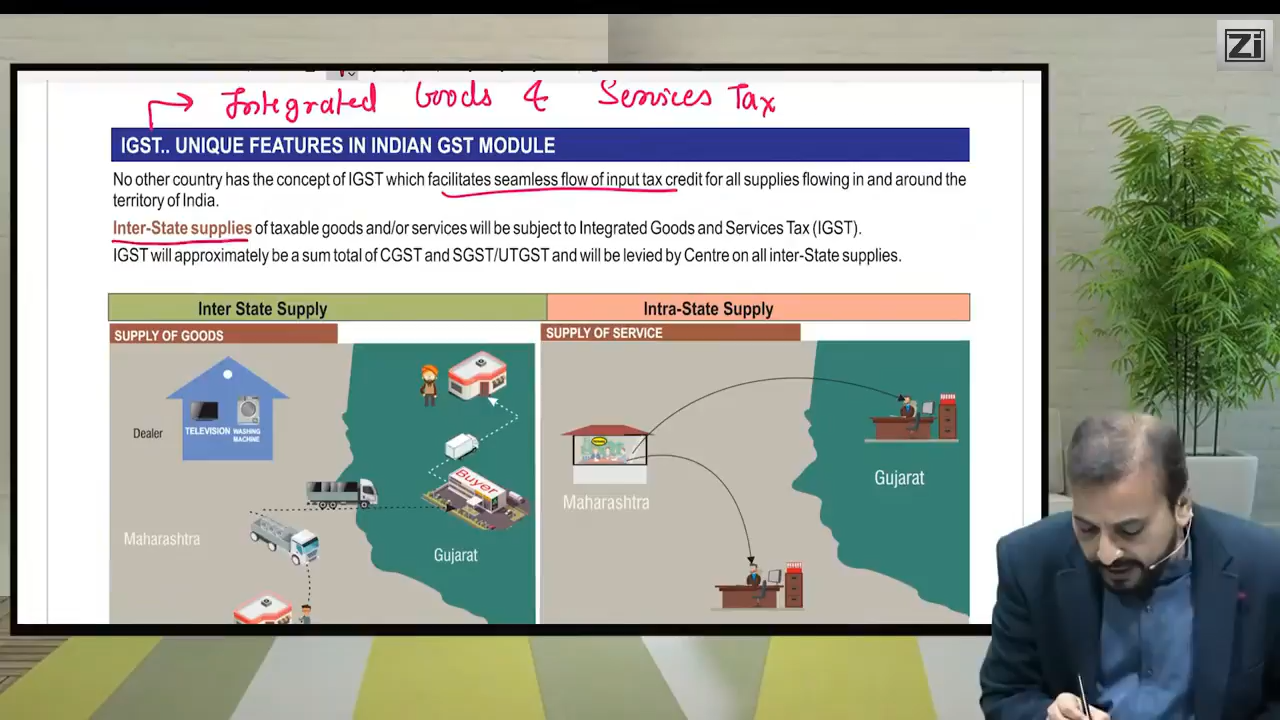 Zi
Integrated Goods & Services Tax
IGST.. UNIQUE FEATURES IN INDIAN GST MODULE
No other country has the concept of IGST which facilitates seamless flow of input tax credit for all supplies flowing in and around the
territory of India.
Inter-State supplies of taxable goods and/or services will be subject to Integrated Goods and Services Tax (IGST).
IGST will approximately be a sum total of CGST and SGST/UTGST and will be levied by Centre on all inter-State supplies.
Inter State Supply
Intra-State Supply
SUPPLY OF GOODS
SUPPLY OF SERVICE
Dealer
TELEVISION
WASHING
MACHINE
Buyer
Maharashtra
Gujarat
Maharashtra
Gujarat